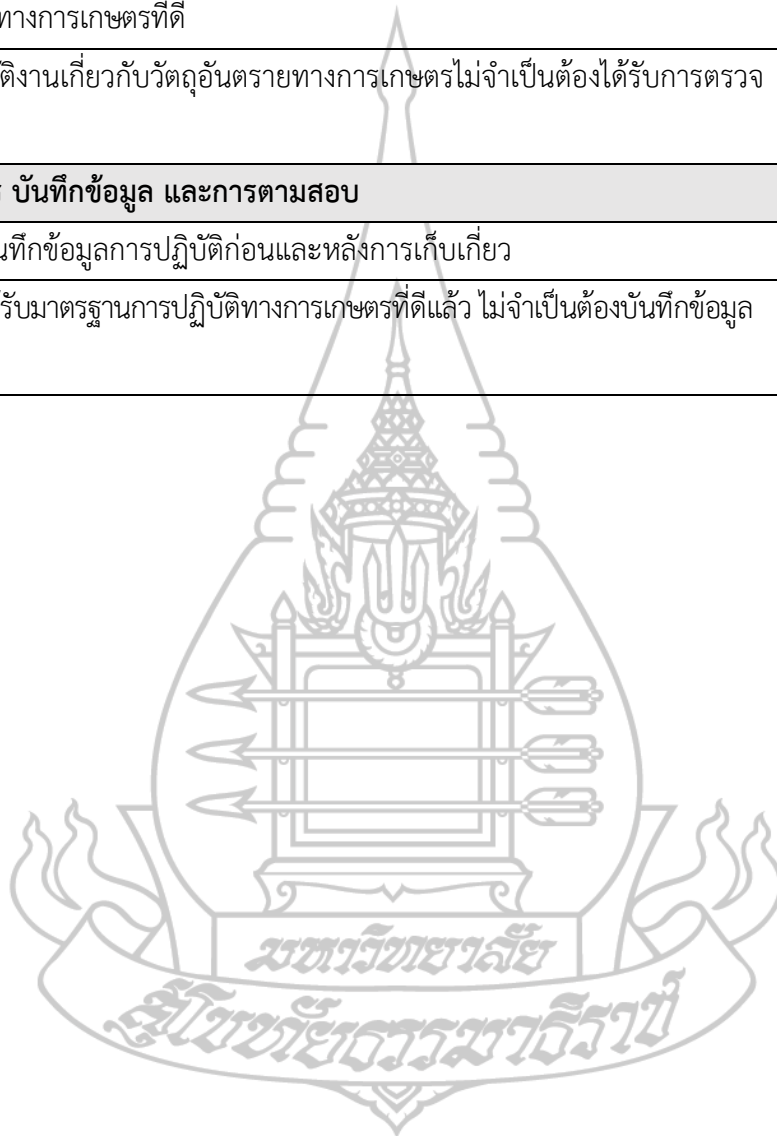 ทางการเกษตรที่ดี
ติงานเกี่ยวกับวัตถุอันตรายทางการเกษตรไม่จำเป็นต้องได้รับการตรวจ
ร บันทึกข้อมูล และการตามสอบ
นทึกข้อมูลการปฏิบัติก่อนและหลังการเก็บเกี่ยว
ด้รับมาตรฐานการปฏิบัติทางการเกษตรที่ดีแล้ว ไม่จำเป็นต้องบันทึกข้อมูล
มหาวิทยาลัย
สุโขทัยธรรมาธิราช